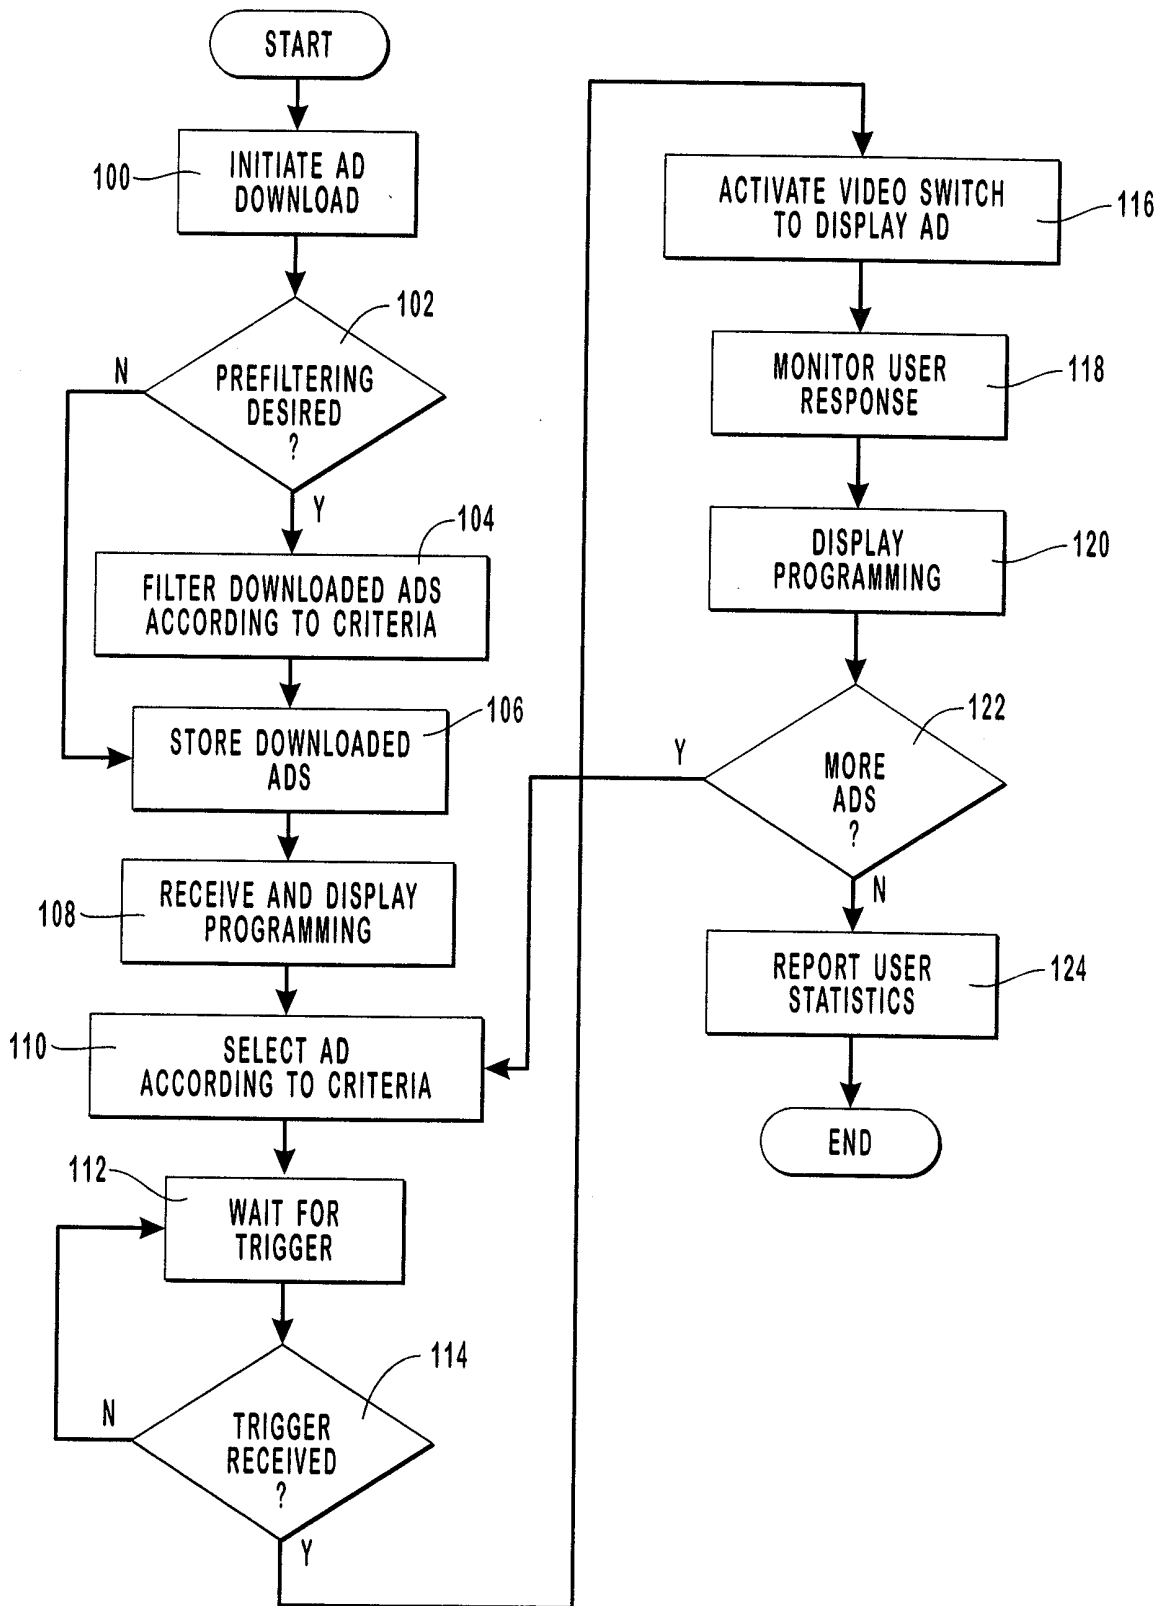 START
100
INITIATE AD
DOWNLOAD
102
N
PREFILTERING
DESIRED
?
Y
104
FILTER DOWNLOADED ADS
ACCORDING TO CRITERIA
106
STORE DOWNLOADED
ADS
108
RECEIVE AND DISPLAY
PROGRAMMING
110
SELECT AD
ACCORDING TO CRITERIA
112
WAIT FOR
TRIGGER
114
N
TRIGGER
RECEIVED
?
Y
ACTIVATE VIDEO SWITCH
TO DISPLAY AD
116
MONITOR USER
RESPONSE
118
DISPLAY
PROGRAMMING
120
122
Y
MORE
ADS
?
N
REPORT USER
STATISTICS
124
END